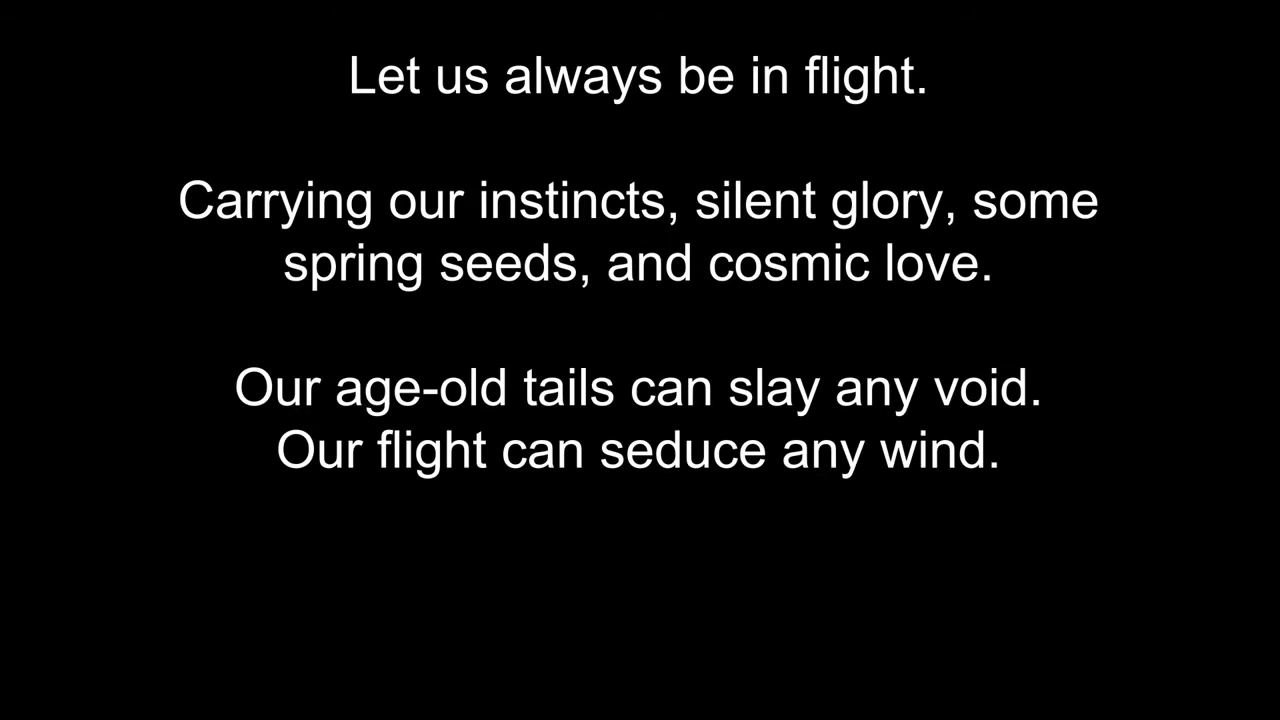 Let us always be in flight.
Carrying our instincts, silent glory, some
spring seeds, and cosmic love.
Our age-old tails can slay any void.
Our flight can seduce any wind.